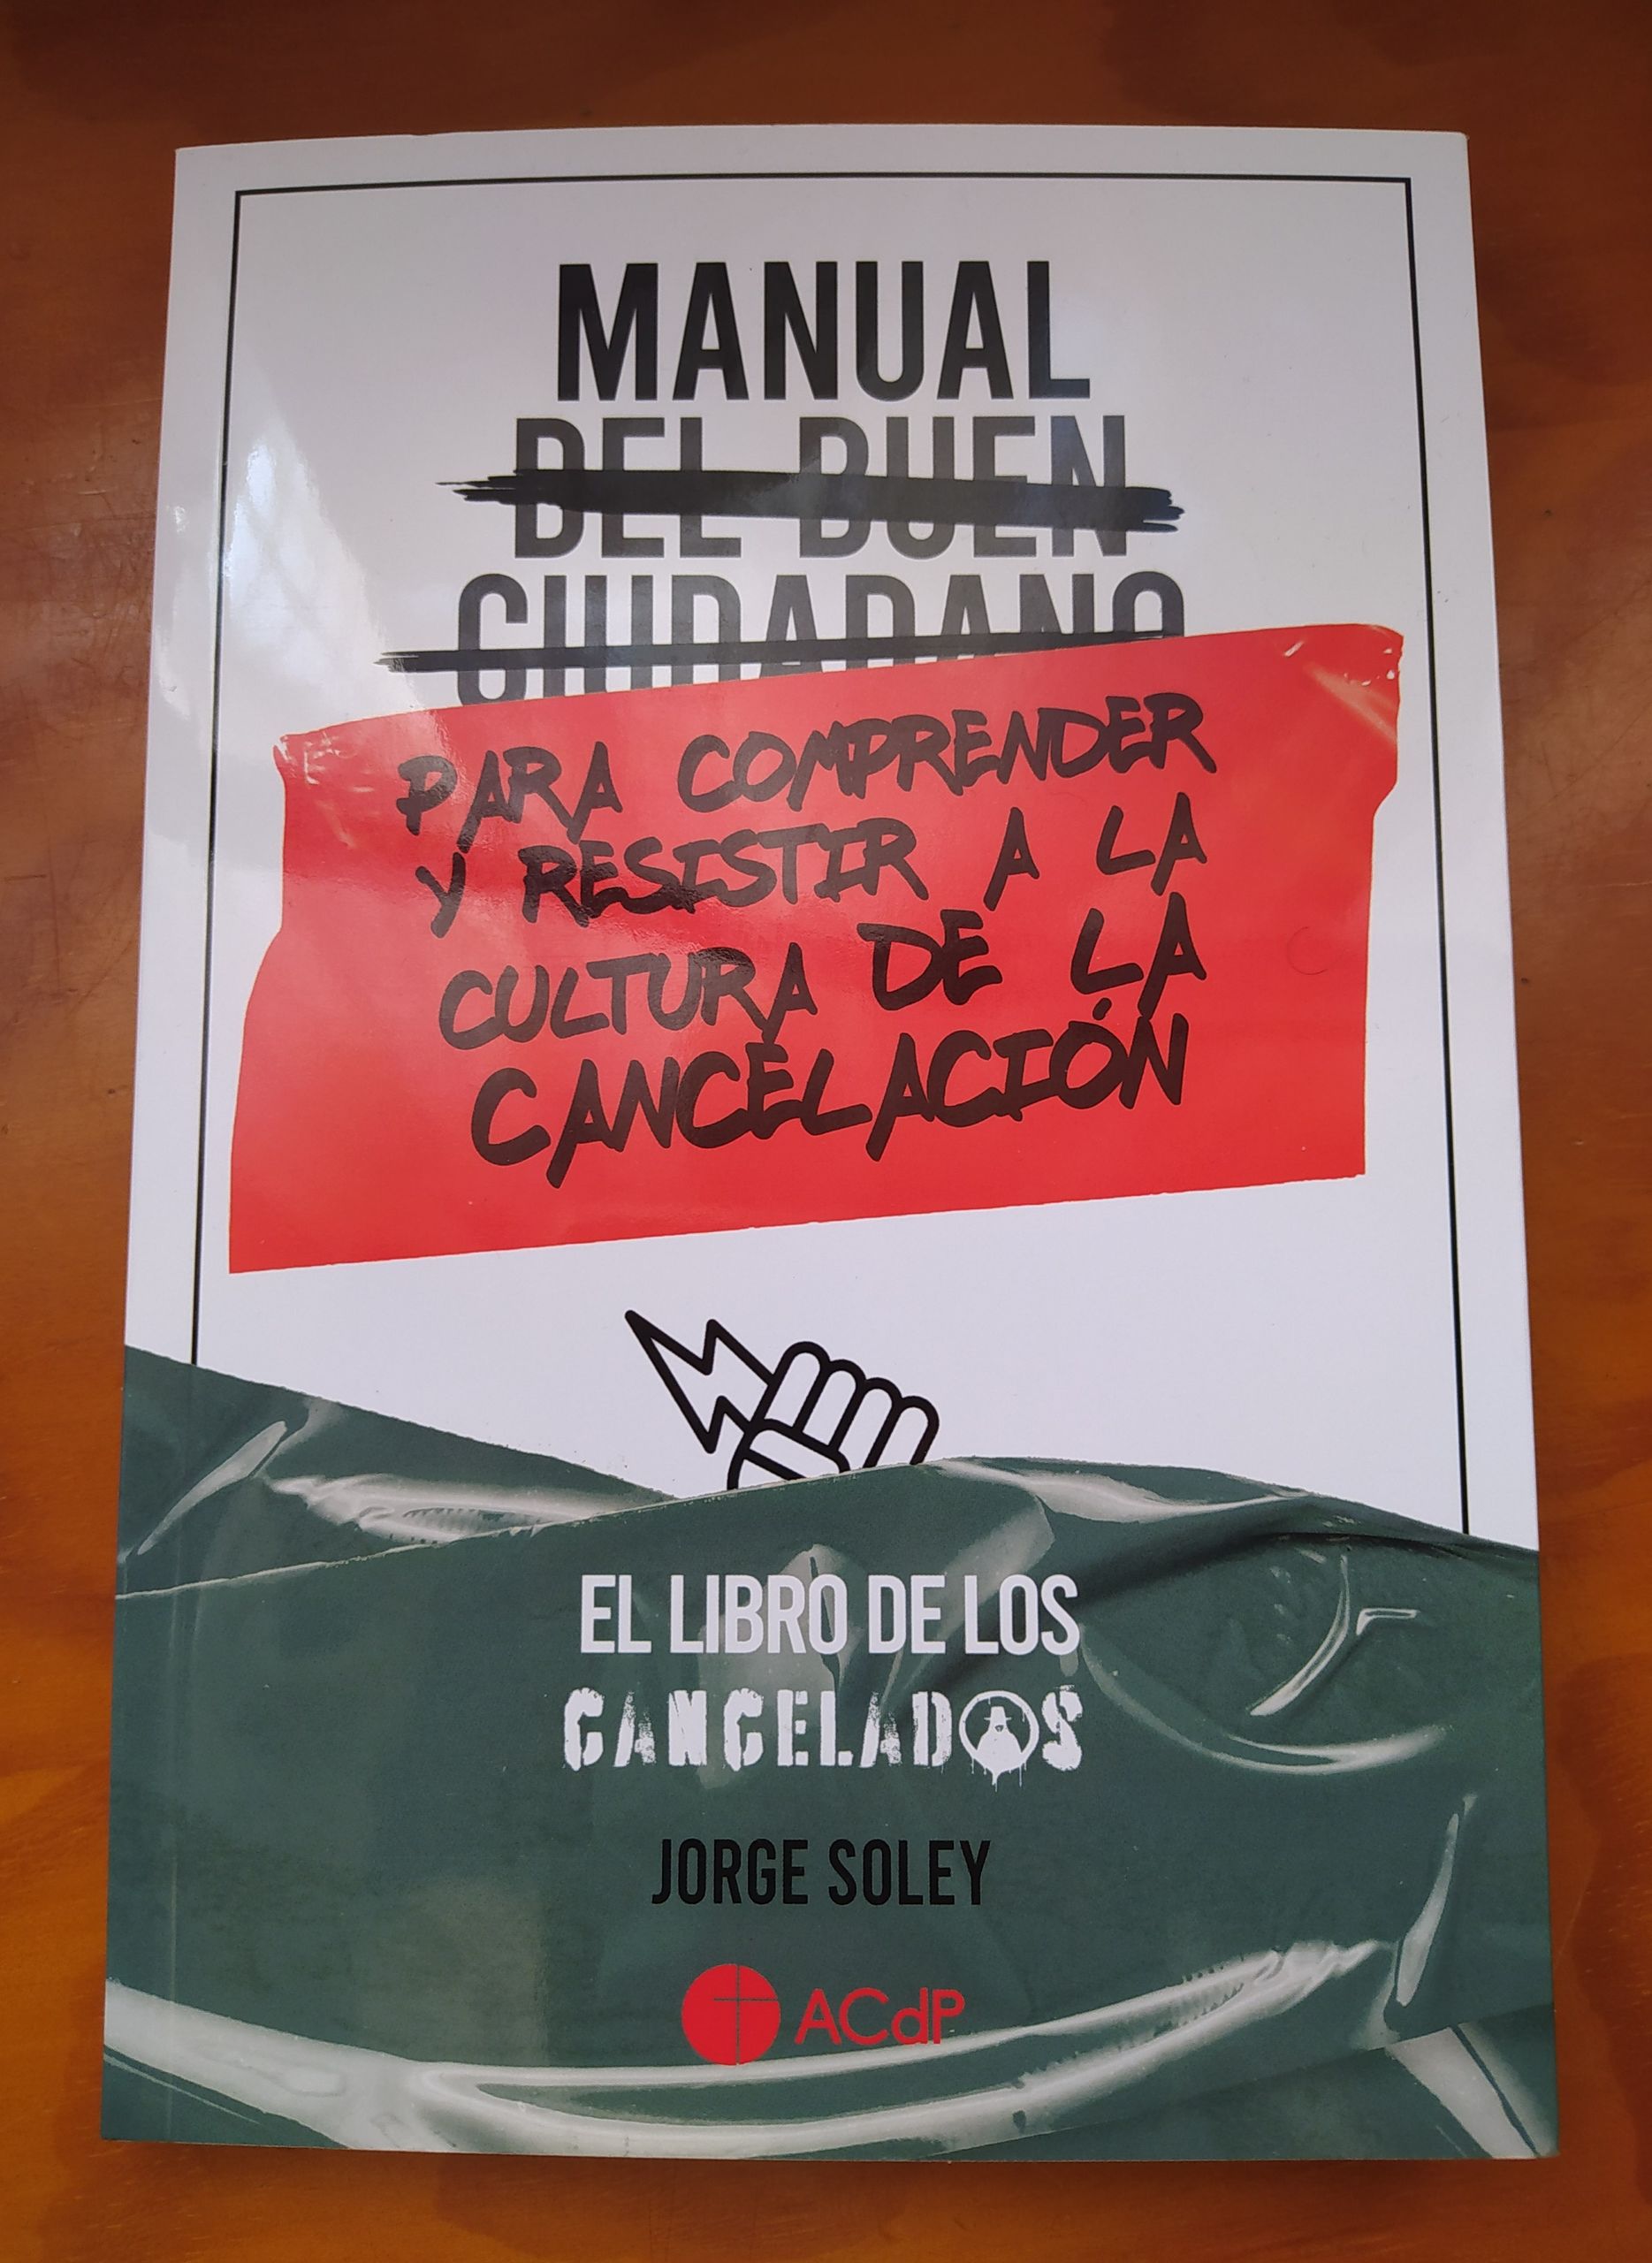 MANUAL
DEL BUEN
CIUDADANO
PARA COMPRENDER
Y RESISTIR A LA
CULTURA DE LA
CANCELACIÓN
EL LIBRO DE LOS
CANCELADOS
JORGE SOLEY
ACdP